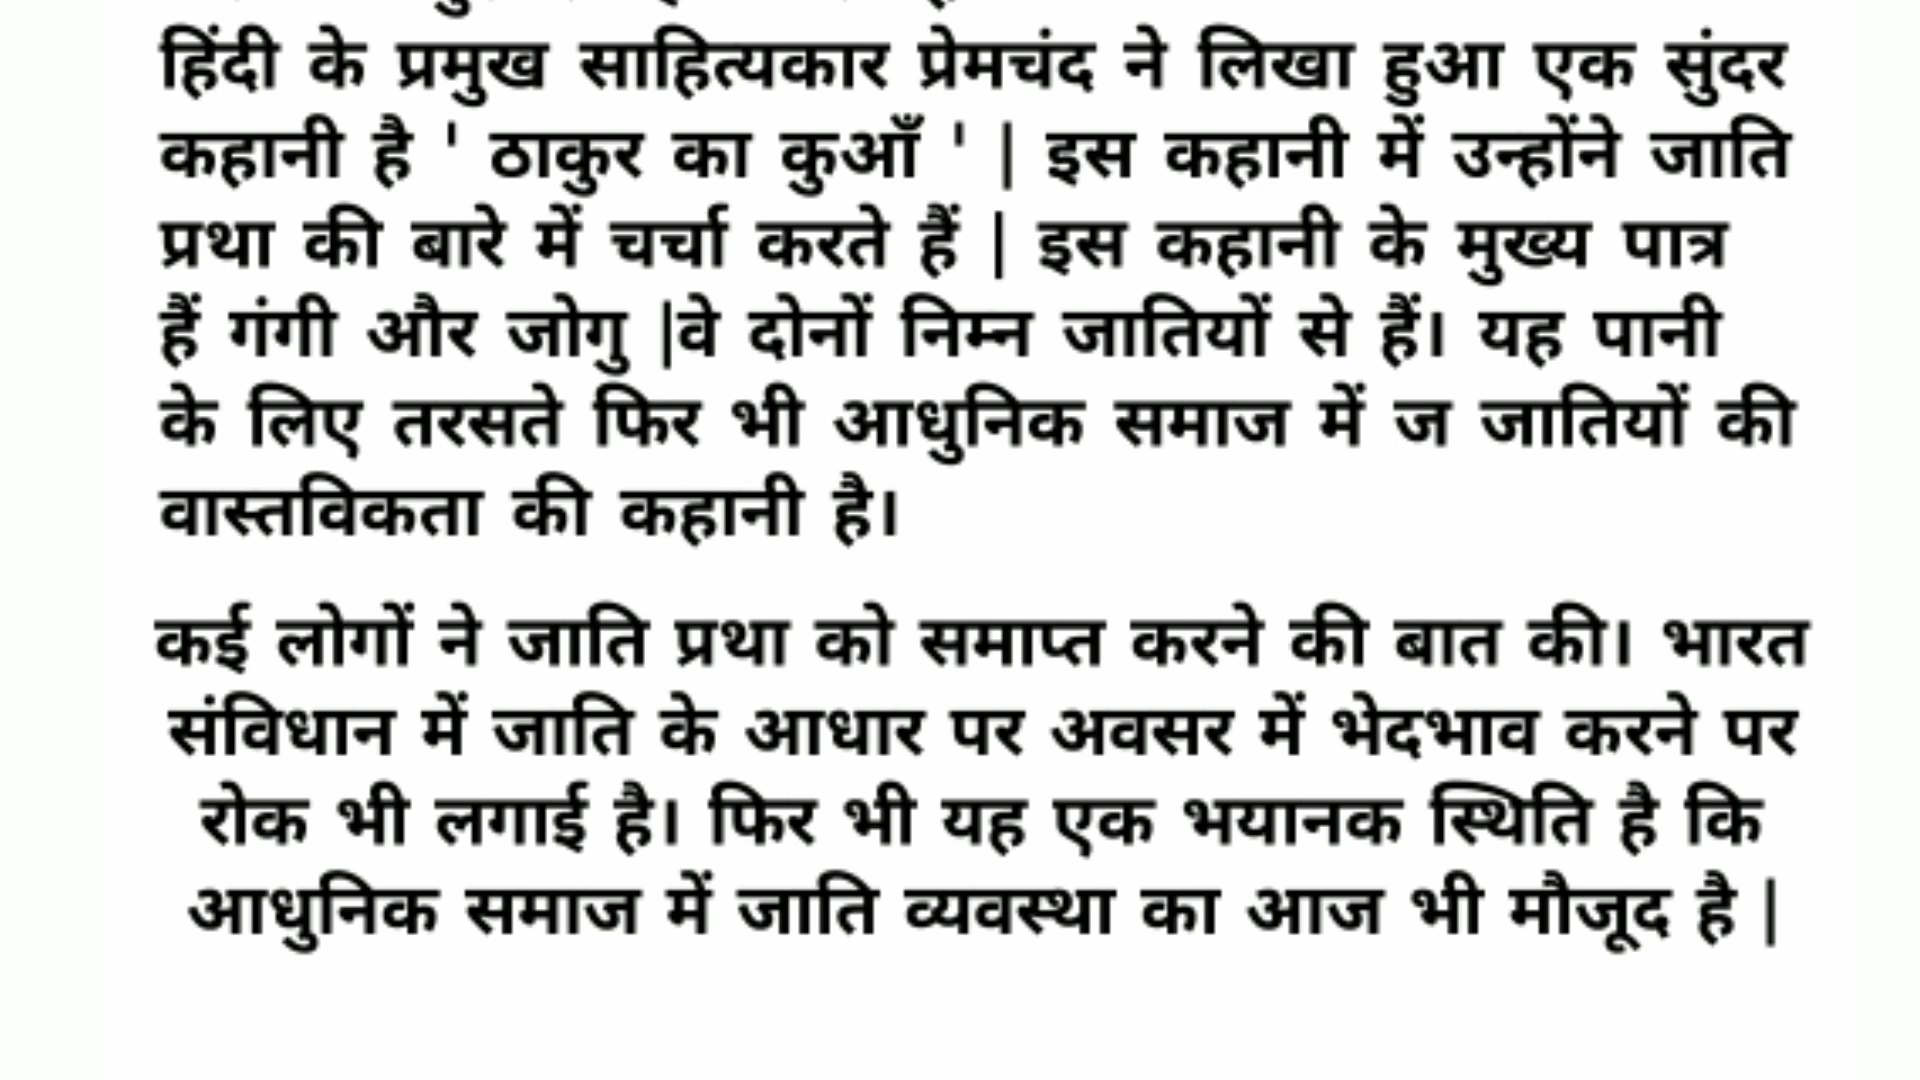 हिंदी के प्रमुख साहित्यकार प्रेमचंद ने लिखा हुआ एक सुंदर
कहानी है ' ठाकुर का कुआँ ' | इस कहानी में उन्होंने जाति
प्रथा की बारे में चर्चा करते हैं | इस कहानी के मुख्य पात्र
हैं गंगी और जोगु |वे दोनों निम्न जातियों से हैं। यह पानी
के लिए तरसते फिर भी आधुनिक समाज में ज जातियों की
वास्तविकता की कहानी है।
कई लोगों ने जाति प्रथा को समाप्त करने की बात की। भारत
संविधान में जाति के आधार पर अवसर में भेदभाव करने पर
रोक भी लगाई है। फिर भी यह एक भयानक स्थिति है कि
आधुनिक समाज में जाति व्यवस्था का आज भी मौजूद है |